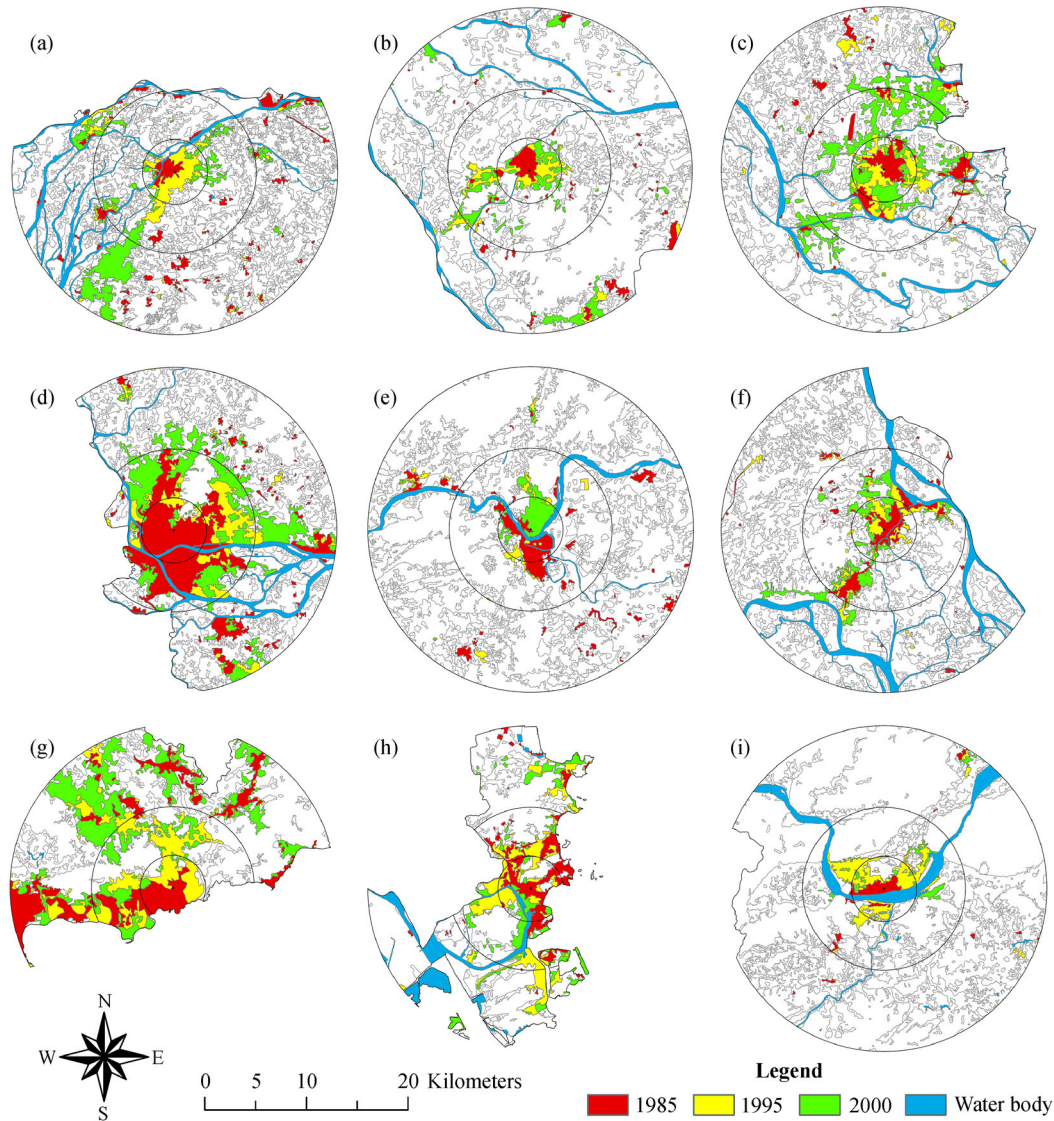 (a)
(b)
(c)
(d)
(e)
(f)
(g)
(h)
(i)
N
W E
S
0 5 10 20 Kilometers
Legend
1985 1995 2000 Water body